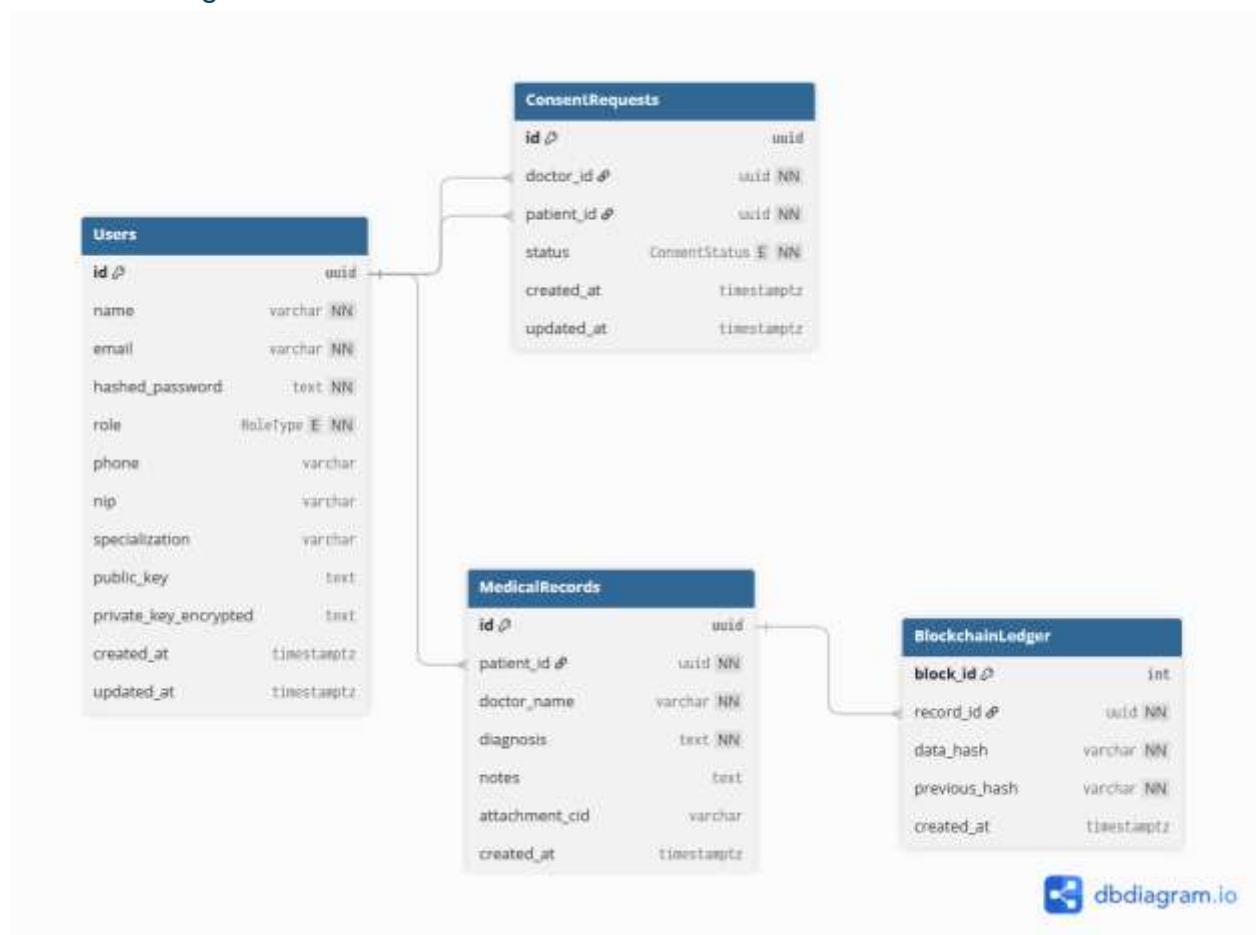 ConsentRequests
id uuid
doctor_id uuid NN
patient_id uuid NN
status ConsentStatus E NN
created_at timestamptz
updated_at timestamptz
Users
id uuid
name varchar NN
email varchar NN
hashed_password text NN
role RoleType E NN
phone varchar
nip varchar
specialization varchar
public_key text
private_key_encrypted text
created_at timestamptz
updated_at timestamptz
MedicalRecords
id uuid
patient_id uuid NN
doctor_name varchar NN
diagnosis text NN
notes text
attachment_cid varchar
created_at timestamptz
BlockchainLedger
block_id int
record_id uuid NN
data_hash varchar NN
previous_hash varchar NN
created_at timestamptz
dbdiagram.io